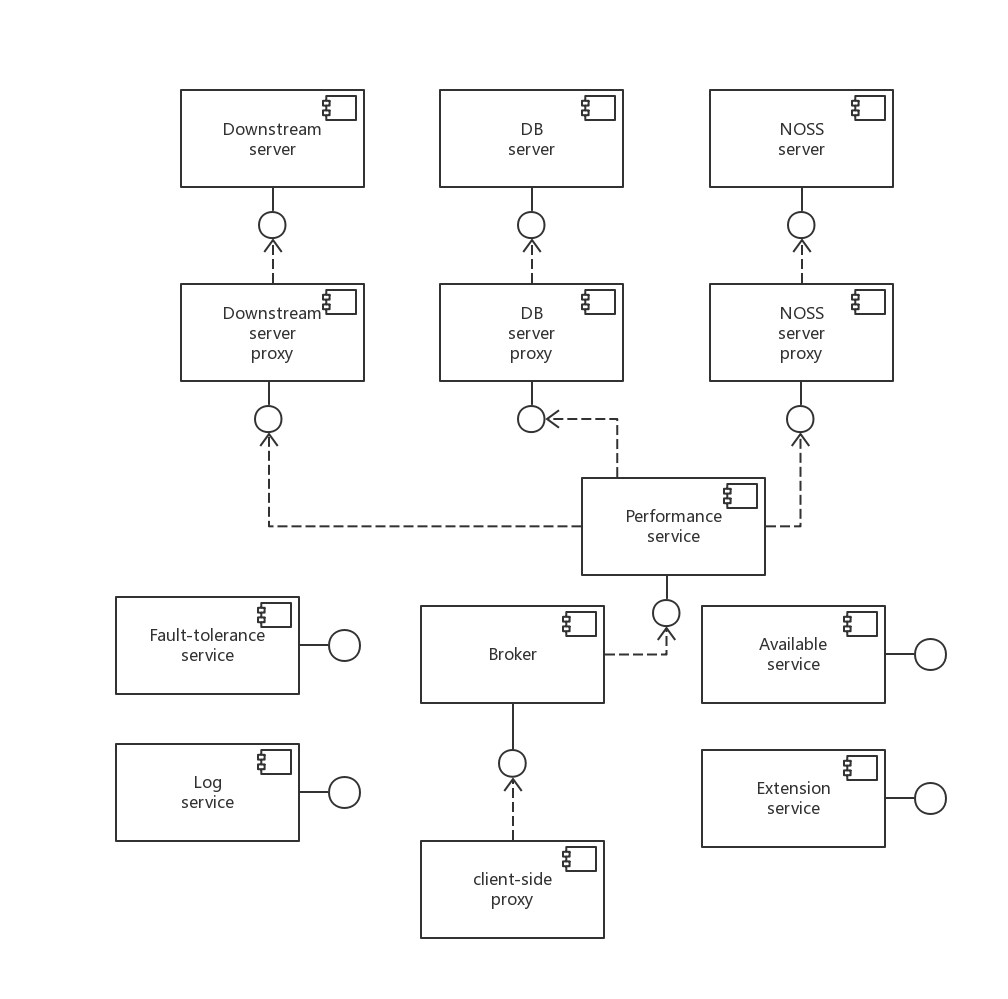 Downstream
server
DB
server
NOSS
server
Downstream
server
proxy
DB
server
proxy
NOSS
server
proxy
Performance
service
Fault-tolerance
service
Broker
Available
service
Log
service
Extension
service
client-side
proxy